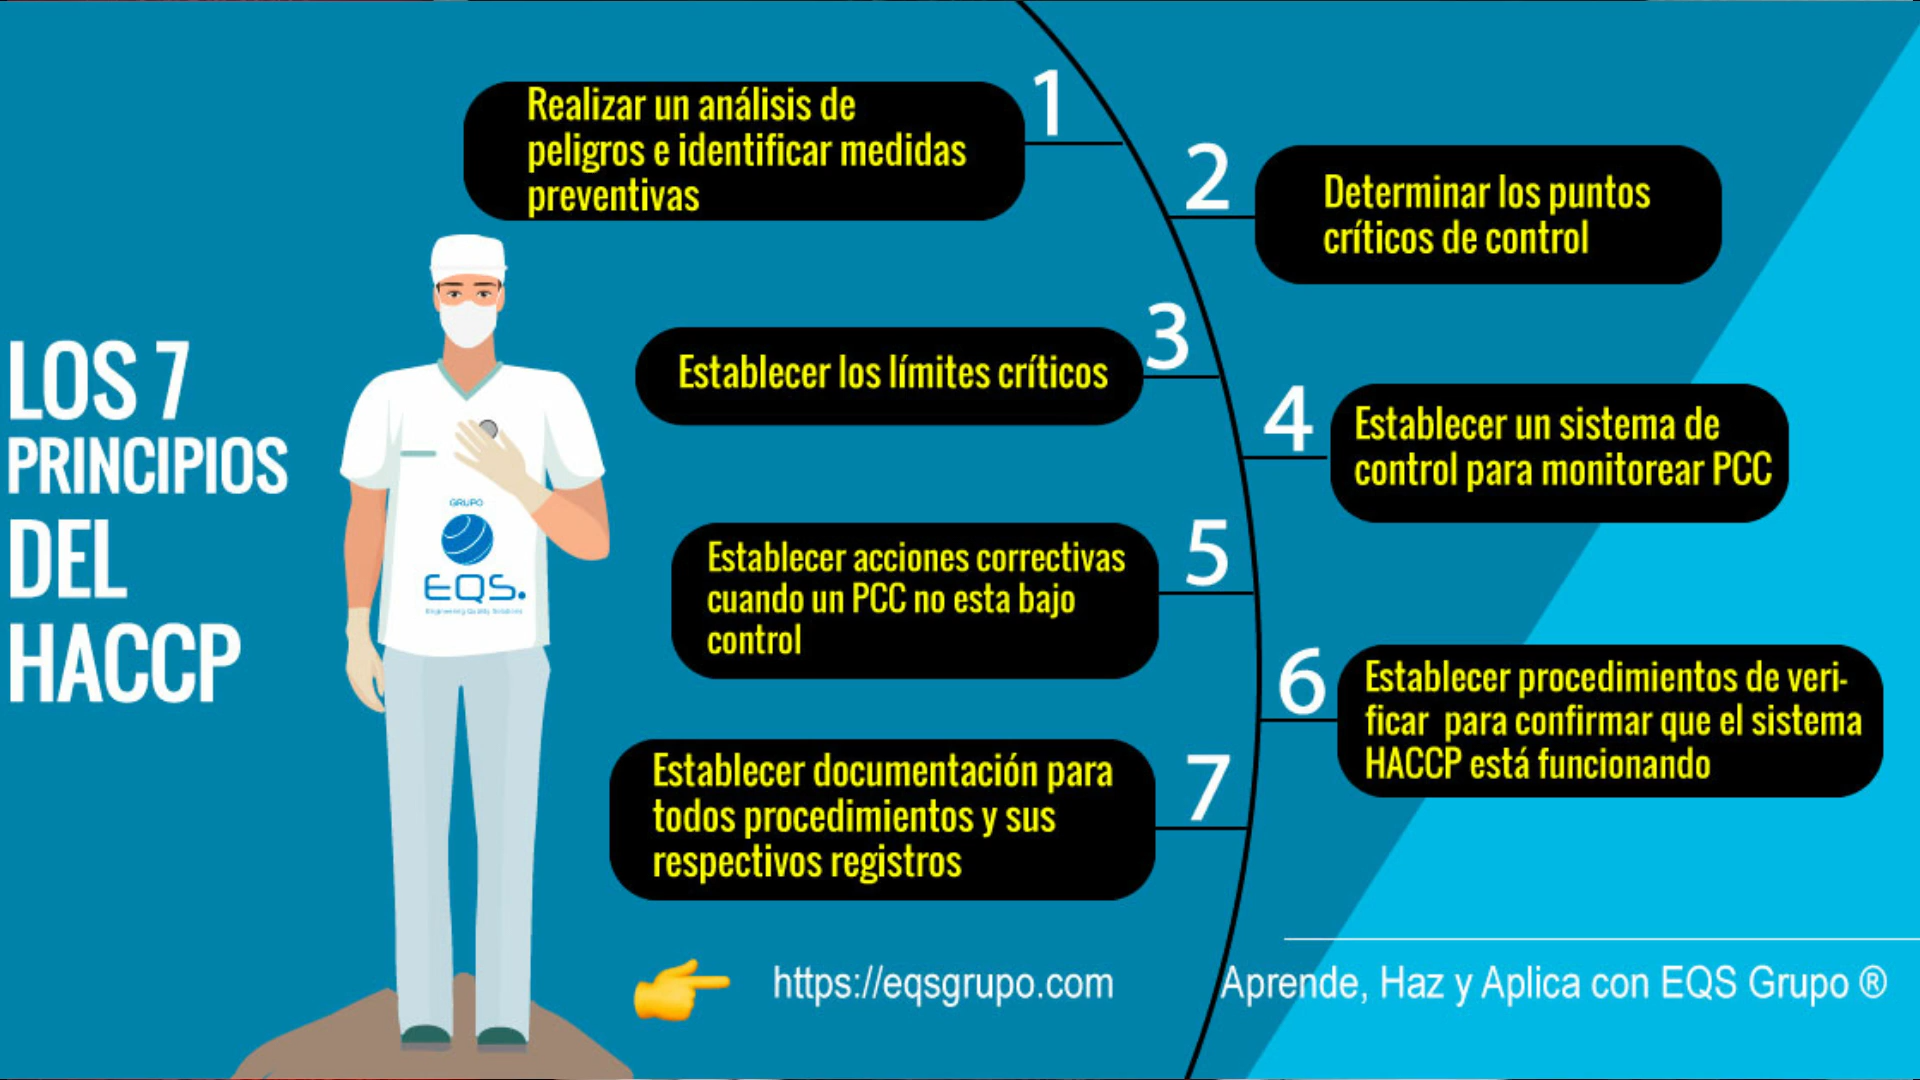 LOS 7
PRINCIPIOS
DEL
HACCP
1
Realizar un análisis de
peligros e identificar medidas
preventivas
2
Determinar los puntos
críticos de control
3
Establecer los límites críticos
4
Establecer un sistema de
control para monitorear PCC
5
Establecer acciones correctivas
cuando un PCC no esta bajo
control
6
Establecer procedimientos de veri-
ficar para confirmar que el sistema
HACCP está funcionando
7
Establecer documentación para
todos procedimientos y sus
respectivos registros
GRUPO
EQS.
Engineering Quality Solutions
https://eqsgrupo.com
Aprende, Haz y Aplica con EQS Grupo ®